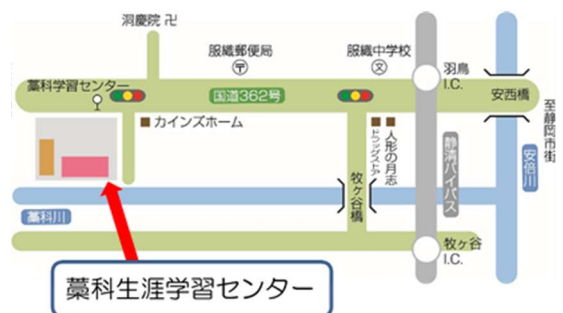 洞慶院 卍
服織郵便局
〒
服織中学校
文
羽鳥
I.C.
藁科学習センター
国道362号
安西橋
至静岡市街
カインズホーム
ドラッグストア
人形の月志
静清バイパス
安倍川
牧ヶ谷橋
藁科川
牧ヶ谷
I.C.
藁科生涯学習センター